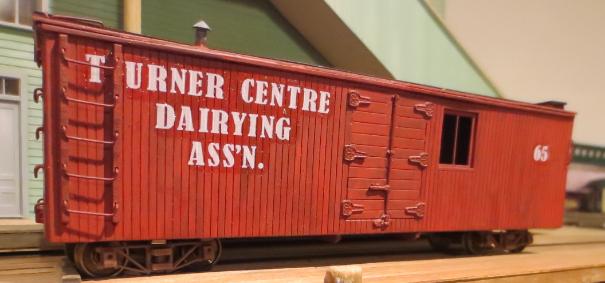 TURNER CENTRE
DAIRYING
ASS'N.
65